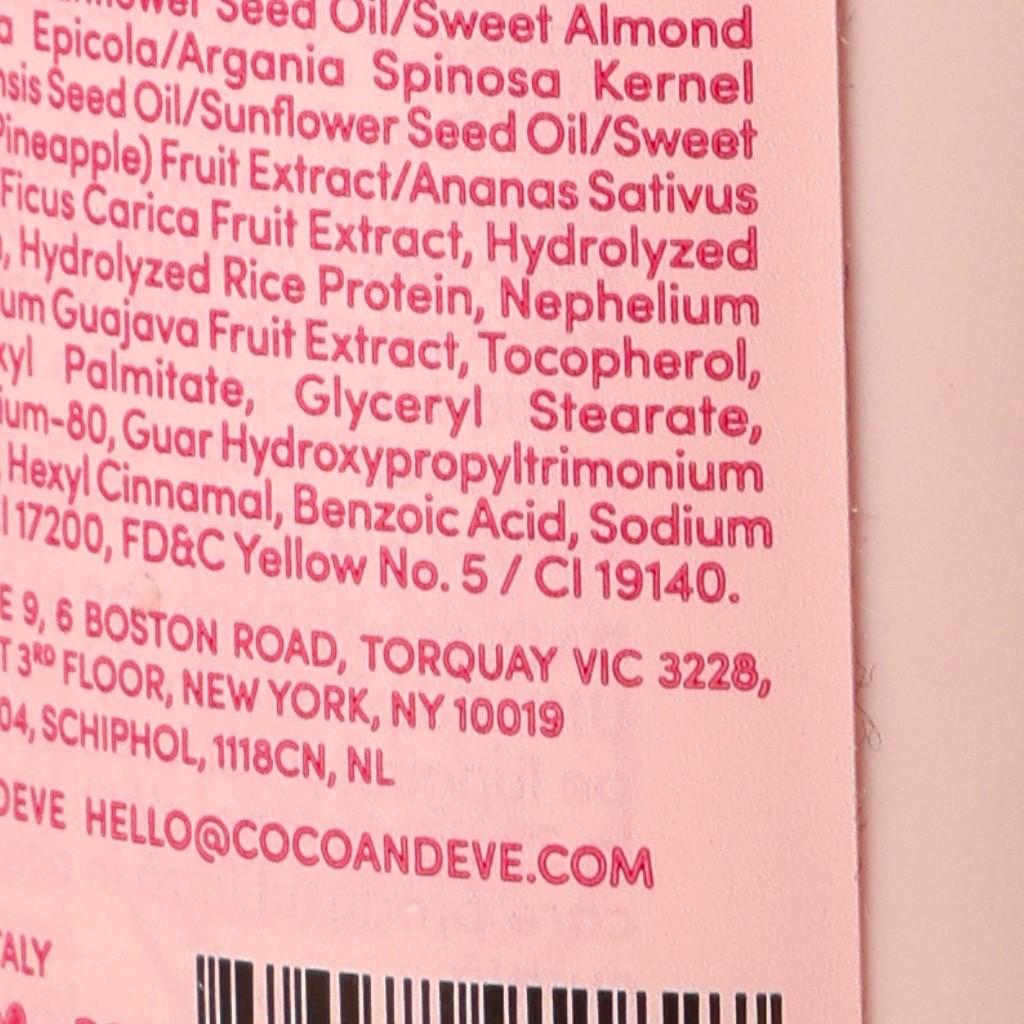 Seed Oil/Sweet Almond
a Epicola/Argania Spinosa Kernel
nsis Seed Oil/Sunflower Seed Oil/Sweet
Pineapple) Fruit Extract/Ananas Sativus
Ficus Carica Fruit Extract, Hydrolyzed
), Hydrolyzed Rice Protein, Nephelium
um Guajava Fruit Extract, Tocopherol,
xyl Palmitate, Glyceryl Stearate,
ium-80, Guar Hydroxypropyltrimonium
Hexyl Cinnamal, Benzoic Acid, Sodium
I 17200, FD&C Yellow No. 5 / CI 19140.
E 9, 6 BOSTON ROAD, TORQUAY VIC 3228,
T 3RD FLOOR, NEW YORK, NY 10019
04, SCHIPHOL, 1118CN, NL
DEVE HELLO@COCOANDEVE.COM
TALY